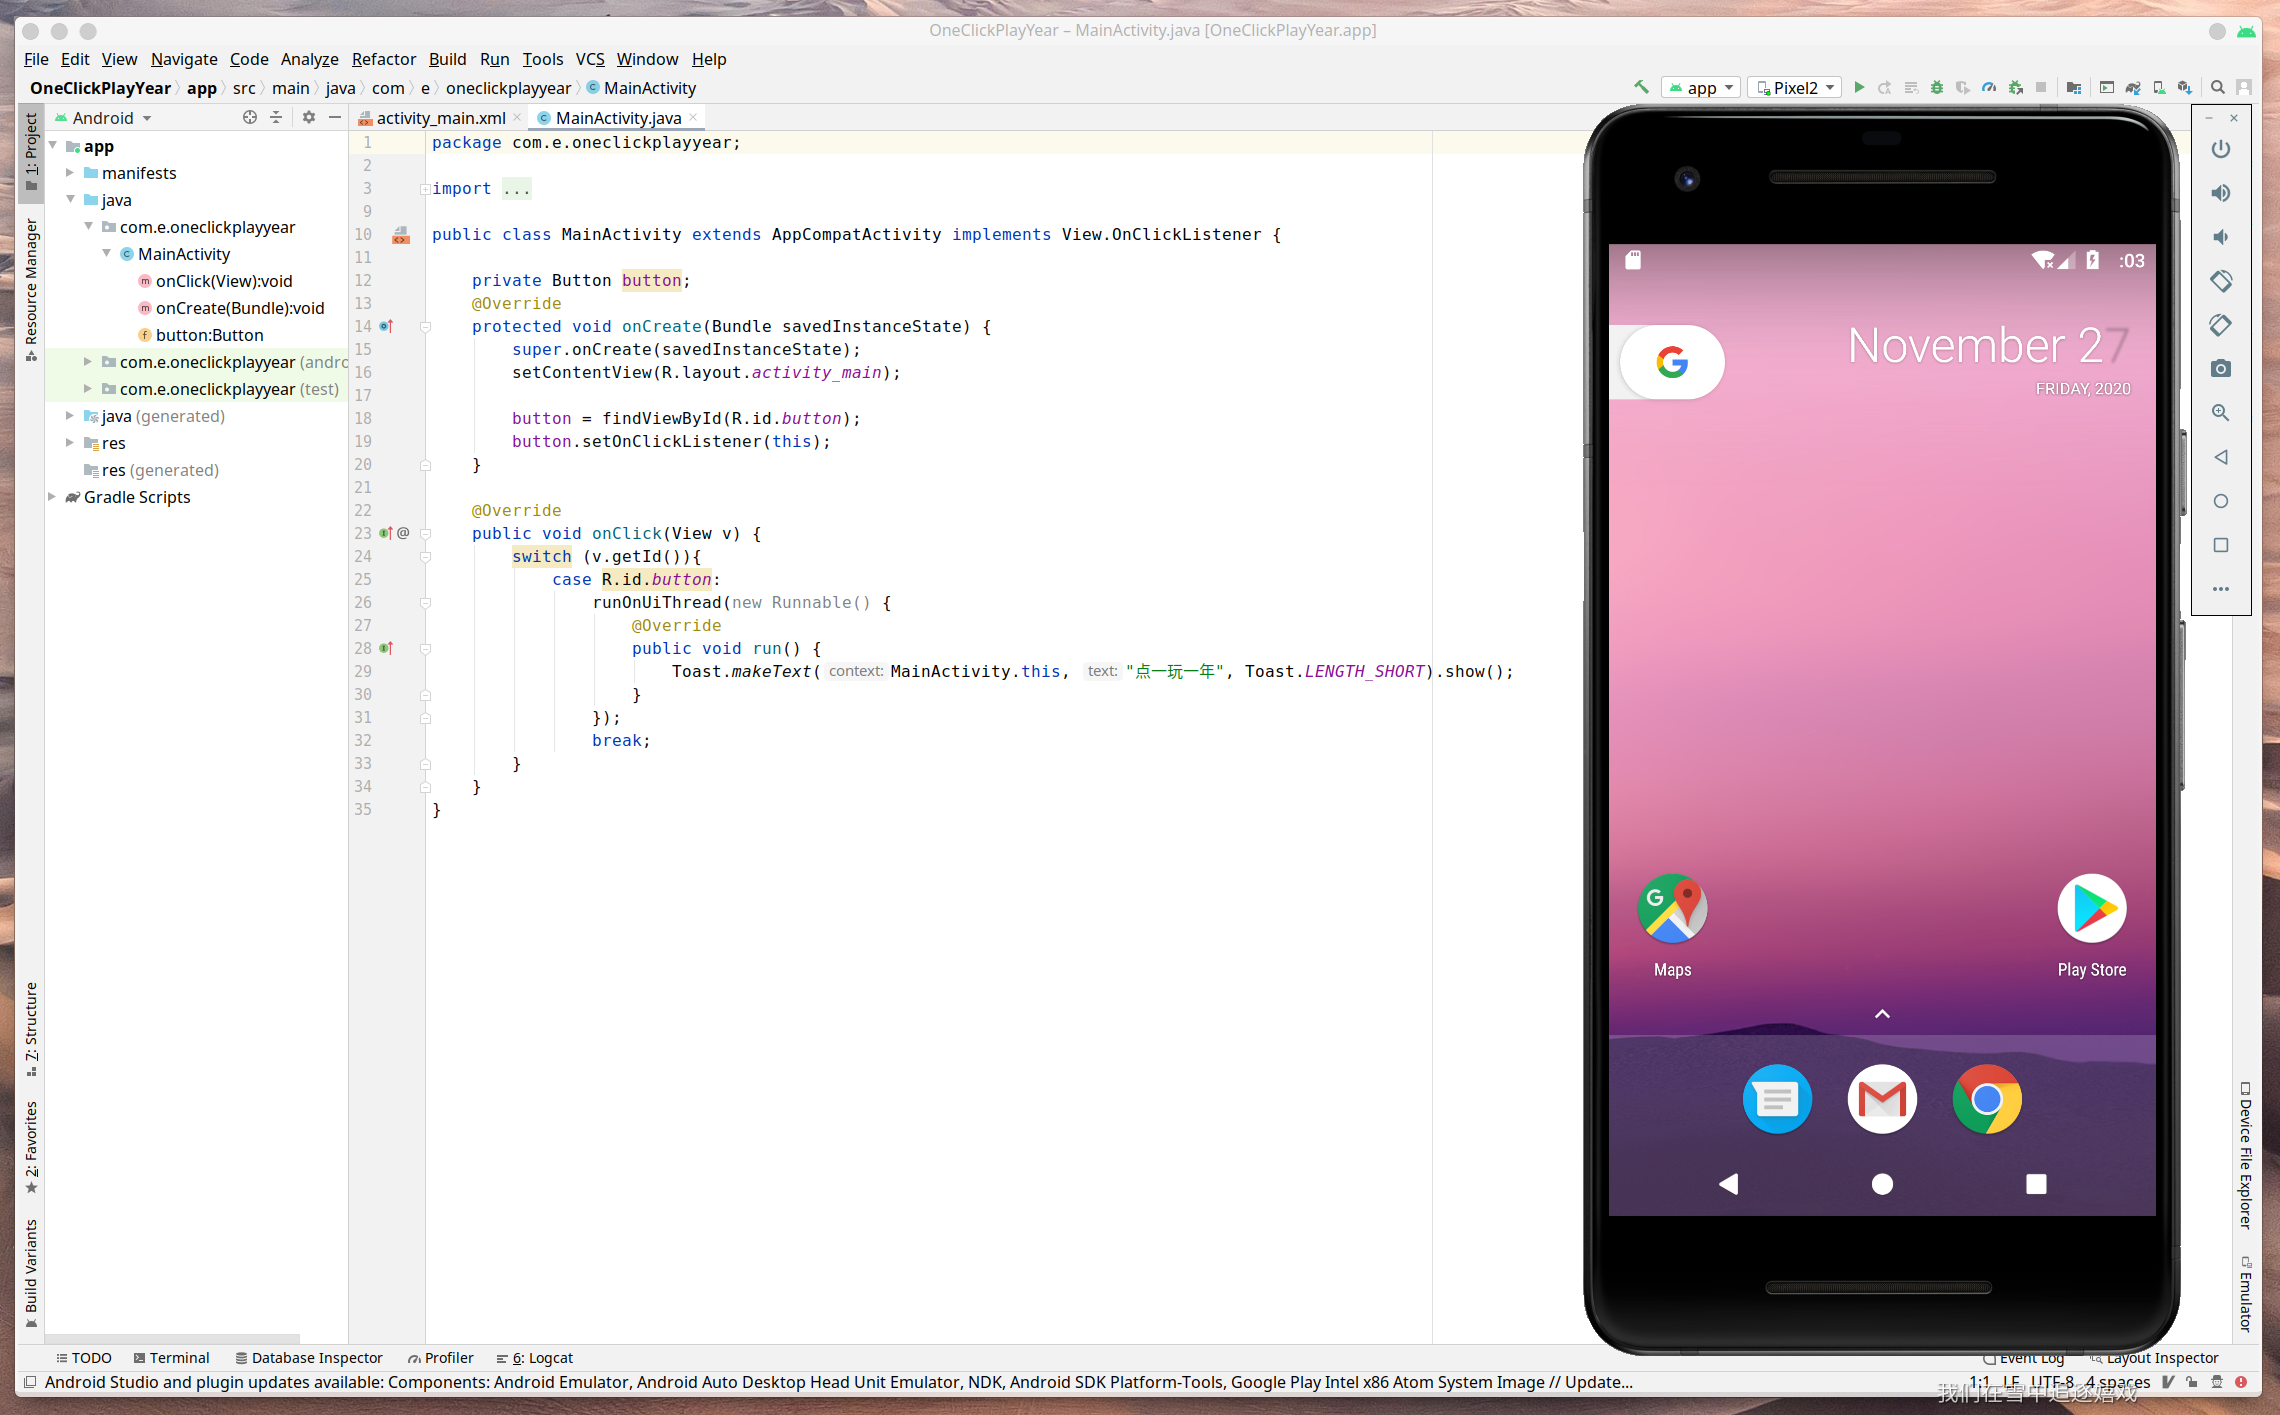 OneClickPlayYear – MainActivity.java [OneClickPlayYear.app]
File Edit View Navigate Code Analyze Refactor Build Run Tools VCS Window Help
OneClickPlayYear app src main java com e oneclickplayyear MainActivity
app Pixel2
Android
activity_main.xml MainActivity.java
1: Project
Resource Manager
7: Structure
2: Favorites
Build Variants
app
manifests
java
com.e.oneclickplayyear
MainActivity
onClick(View):void
onCreate(Bundle):void
button:Button
com.e.oneclickplayyear (andro
com.e.oneclickplayyear (test)
java (generated)
res
res (generated)
Gradle Scripts
1 package com.e.oneclickplayyear;
2
3 import ...
9
10 public class MainActivity extends AppCompatActivity implements View.OnClickListener {
11
12 private Button button;
13 @Override
14 protected void onCreate(Bundle savedInstanceState) {
15 super.onCreate(savedInstanceState);
16 setContentView(R.layout.activity_main);
17
18 button = findViewById(R.id.button);
19 button.setOnClickListener(this);
20 }
21
22 @Override
23 @ public void onClick(View v) {
24 switch (v.getId()){
25 case R.id.button:
26 runOnUiThread(new Runnable() {
27 @Override
28 public void run() {
29 Toast.makeText( context: MainActivity.this, text: "点一玩一年", Toast.LENGTH_SHORT).show();
30 }
31 });
32 break;
33 }
34 }
35 }
:03
November 27
FRIDAY, 2020
Maps
Play Store
Device File Explorer
Emulator
TODO Terminal Database Inspector Profiler 6: Logcat Event Log Layout Inspector
Android Studio and plugin updates available: Components: Android Emulator, Android Auto Desktop Head Unit Emulator, NDK, Android SDK Platform-Tools, Google Play Intel x86 Atom System Image // Update...
1:1 LF UTF-8 4 spaces
我们在雪中追逐嬉戏